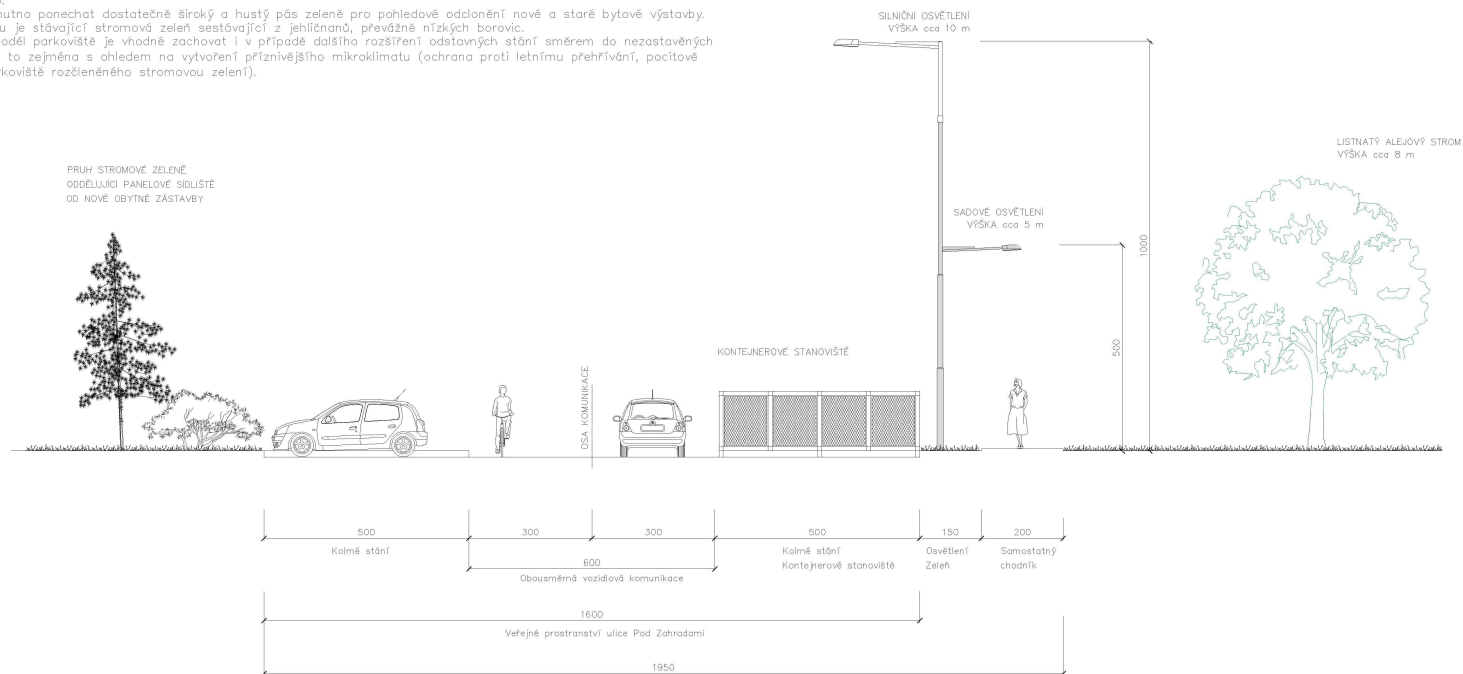 nutno ponechat dostatečně široký a hustý pás zeleně pro pohledové odclonění nové a staré bytové výstavby.
u je stávající stromová zeleň sestávající z jehličnanů, převážně nízkých borovic.
oděl parkoviště je vhodné zachovat i v případě dalšího rozšíření odstavných stání směrem do nezastavěných
to zejména s ohledem na vytvoření příznivějšího mikroklimatu (ochrana proti letnímu přehřívání, pocitově
rkoviště rozčleněného stromovou zelení).
SILNIČNÍ OSVĚTLENÍ
VÝŠKA cca 10 m
LISTNATÝ ALEJOVÝ STROM
VÝŠKA cca 8 m
PRUH STROMOVÉ ZELENĚ
ODDĚLUJÍCÍ PANELOVÉ SÍDLIŠTĚ
OD NOVÉ OBYTNÉ ZÁSTAVBY
SADOVÉ OSVĚTLENÍ
VÝŠKA cca 5 m
1000
500
KONTEJNEROVÉ STANOVIŠTĚ
OSA KOMUNIKACE
500
300
300
500
150
200
Kolmé stání
Kolmé stání
Kontejnerové stanoviště
Osvětlení
Zeleň
Samostatný
chodník
600
Obousměrná vozidlová komunikace
1600
Veřejné prostranství ulice Pod Zahradami
1950